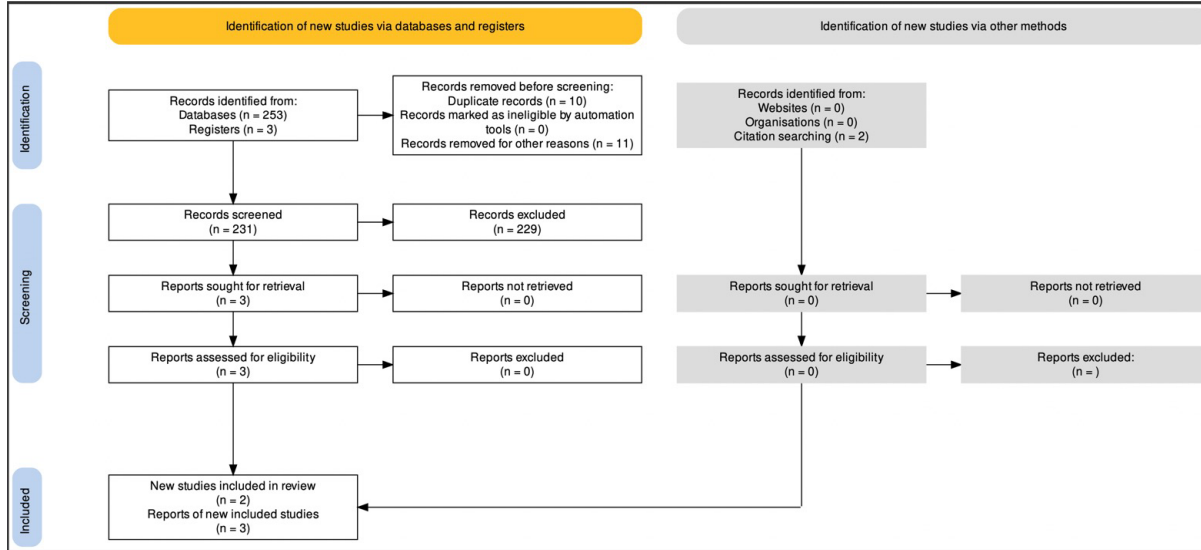 Identification of new studies via databases and registers
Identification of new studies via other methods
Identification
Records identified from:
Databases (n = 253)
Registers (n = 3)
Records removed before screening:
Duplicate records (n = 10)
Records marked as ineligible by automation
tools (n = 0)
Records removed for other reasons (n = 11)
Records identified from:
Websites (n = 0)
Organisations (n = 0)
Citation searching (n = 2)
Screening
Records screened
(n = 231)
Records excluded
(n = 229)
Reports sought for retrieval
(n = 3)
Reports not retrieved
(n = 0)
Reports sought for retrieval
(n = 0)
Reports not retrieved
(n = 0)
Reports assessed for eligibility
(n = 3)
Reports excluded
(n = 0)
Reports assessed for eligibility
(n = 0)
Reports excluded:
(n = )
Included
New studies included in review
(n = 2)
Reports of new included studies
(n = 3)